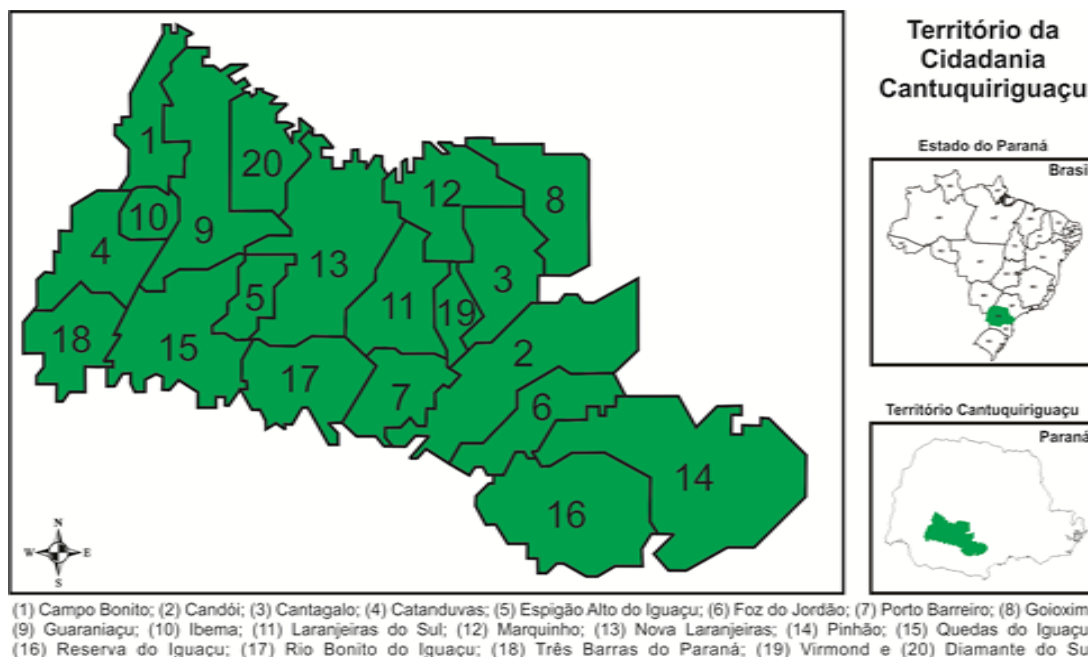 Território da
Cidadania
Cantuquiriguaçu
Estado do Paraná
Brasi
Território Cantuquiriguaçu
Paraná
1
20
12
8
10
9
4
13
3
5
11
19
18
15
2
17
7
6
14
16
N
W
E
S
(1) Campo Bonito; (2) Candói; (3) Cantagalo; (4) Catanduvas; (5) Espigão Alto do Iguaçu; (6) Foz do Jordão; (7) Porto Barreiro; (8) Goioxim
(9) Guaraniaçu; (10) Ibema; (11) Laranjeiras do Sul; (12) Marquinho; (13) Nova Laranjeiras; (14) Pinhão; (15) Quedas do Iguaçu
(16) Reserva do Iguaçu; (17) Rio Bonito do Iguaçu; (18) Três Barras do Paraná; (19) Virmond e (20) Diamante do Su